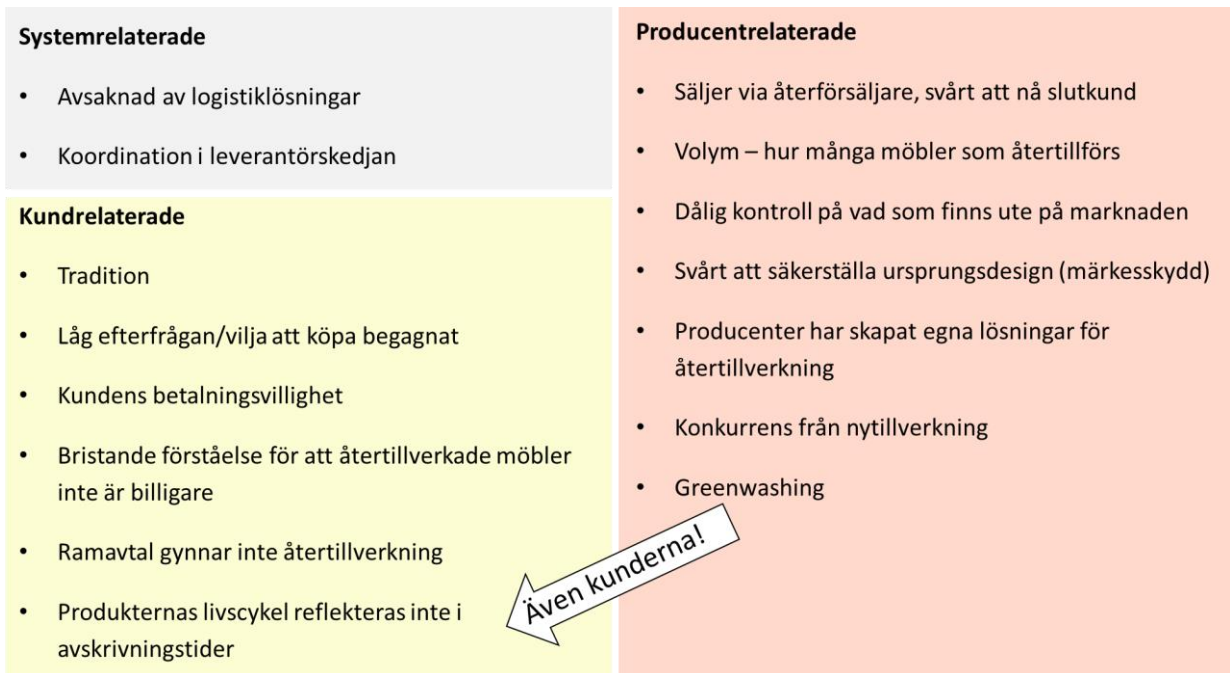 Systemrelaterade
• Avsaknad av logistiklösningar
• Koordination i leverantörskedjan
Kundrelaterade
• Tradition
• Låg efterfrågan/vilja att köpa begagnat
• Kundens betalningsvillighet
• Bristande förståelse för att återtillverkade möbler
inte är billigare
• Ramavtal gynnar inte återtillverkning
• Produkternas livscykel reflekteras inte i
avskrivningstider
Producentrelaterade
• Säljer via återförsäljare, svårt att nå slutkund
• Volym – hur många möbler som återtillförs
• Dålig kontroll på vad som finns ute på marknaden
• Svårt att säkerställa ursprungsdesign (märkesskydd)
• Producenter har skapat egna lösningar för
återtillverkning
• Konkurrens från nytillverkning
• Greenwashing
Även kunderna!